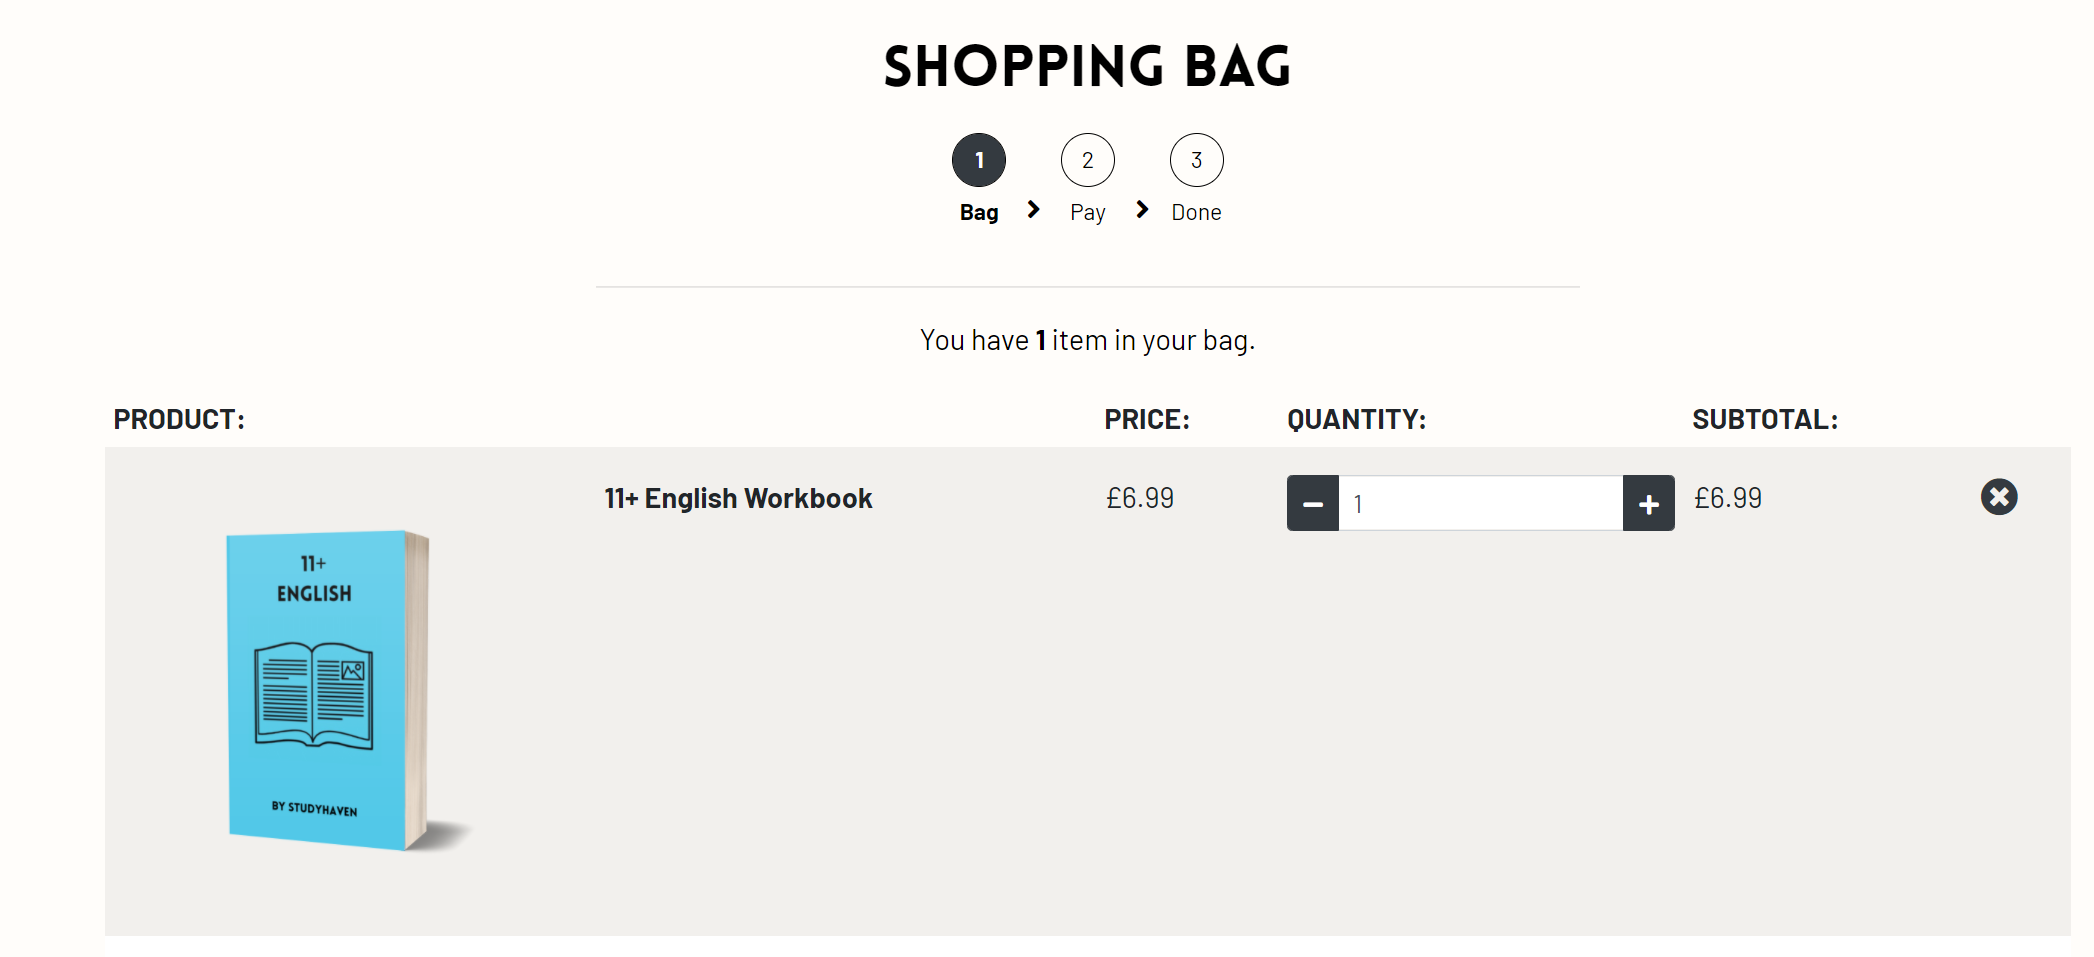 SHOPPING BAG
1 2 3
Bag Pay Done
You have 1 item in your bag.
PRODUCT: PRICE: QUANTITY: SUBTOTAL:
11+ English Workbook £6.99 1 £6.99
11+
ENGLISH
BY STUDYHAVEN